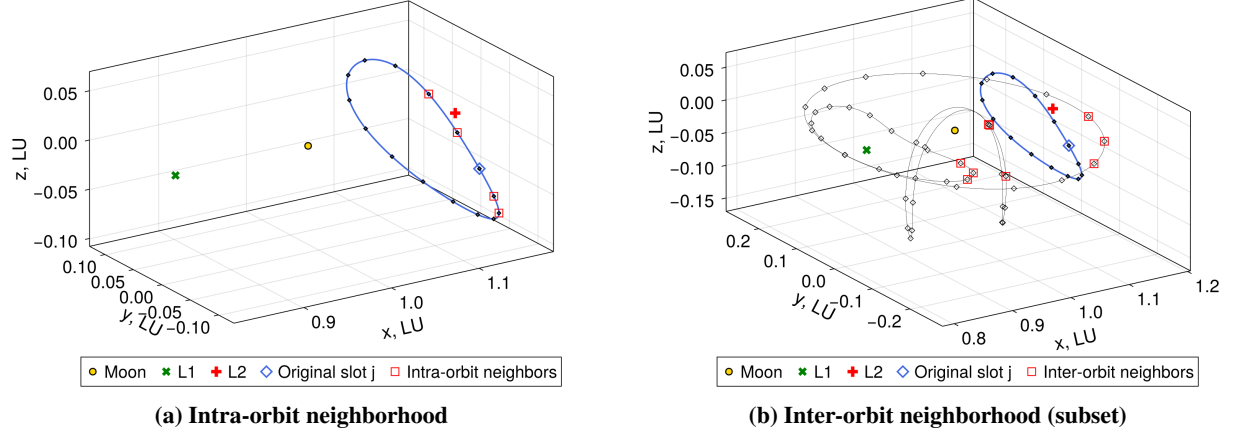 0.05
0.00
−0.05
−0.10
z, LU
0.10
0.05
0.00
−0.05
−0.10
y, LU
0.9
1.0
1.1
x, LU
Moon L1 L2 Original slot j Intra-orbit neighbors
(a) Intra-orbit neighborhood
0.05
0.00
−0.05
−0.10
−0.15
z, LU
0.2
0.1
0.0
−0.1
−0.2
y, LU
0.8
0.9
1.0
1.1
1.2
x, LU
Moon L1 L2 Original slot j Inter-orbit neighbors
(b) Inter-orbit neighborhood (subset)